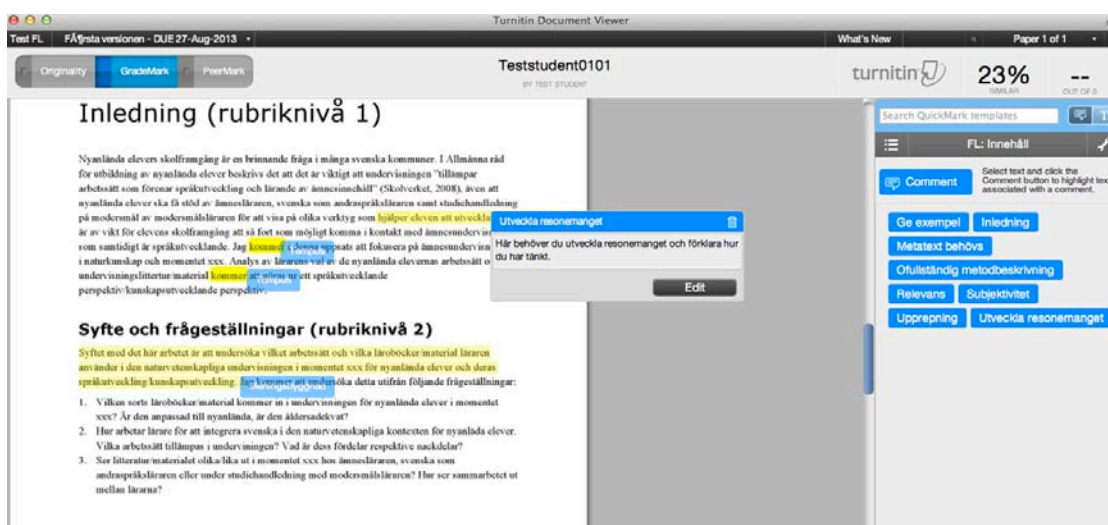 Turnitin Document Viewer
Test FL FÃ¶rsta versionen - DUE 27-Aug-2013
What's New Paper 1 of 1
Originality GradeMark PeerMark
Teststudent0101
BY TEST STUDENT
turnitin 23% --
SIMILAR OUT OF 5
Inledning (rubriknivå 1)
Nyanlända elevers skolframgång är en brinnande fråga i många svenska kommuner. I Allmänna råd
för utbildning av nyanlända elever beskrivs det att det är viktigt att undervisningen "tillämpar
arbetssätt som förenar språkutveckling och lärande av ämnesinnehåll" (Skolverket, 2008), även att
nyanlända elever ska få stöd av ämnesläraren, svenska som andraspråksläraren samt studiehandledning
på modersmål av modersmålsläraren för att visa på olika verktyg som hjälper eleven att utveckla
är av vikt för elevens skolframgång att så fort som möjligt komma i kontakt med ämnesundervis
som samtidigt är språkutvecklande. Jag kommer i denna uppsats att fokusera på ämnesundervin
Tempus
i naturkunskap och momentet xxx. Analys av lärarens val av de nyanlända elevernas arbetssätt o
undervisningslitteratur/material kommer att göras ur ett språkutvecklande
Tempus
perspektiv/kunskapsutvecklande perspektiv.
Utveckla resonemanget
Här behöver du utveckla resonemanget och förklara hur
du har tänkt.
Edit
Syfte och frågeställningar (rubriknivå 2)
Syftet med det här arbetet är att undersöka vilket arbetssätt och vilka läroböcker/material läraren
använder i den naturvetenskapliga undervisningen i momentet xxx för nyanlända elever och deras
språkutveckling/kunskapsutveckling. Jag kommer att undersöka detta utifrån följande frågeställningar:
Meningsbyggnad
1. Vilken sorts läroböcker/material kommer in i undervisningen för nyanlända elever i momentet
xxx? Är den anpassad till nyanlända, är den åldersadekvat?
2. Hur arbetar lärare för att integrera svenska i den naturvetenskapliga kontexten för nyanläda elever.
Vilka arbetssätt tillämpas i underviningen? Vad är dess fördelar respektive nackdelar?
3. Ser litteratur/materialet olika/lika ut i momentet xxx hos ämnesläraren, svenska som
andraspråksläraren eller under studiehandledning med modersmålsläraren? Hur ser sammarbetet ut
mellan lärarna?
Search QuickMark templates
FL: Innehåll
Comment
Select text and click the
Comment button to highlight tex
associated with a comment.
Ge exempel Inledning
Metatext behövs
Ofullständig metodbeskrivning
Relevans Subjektivitet
Upprepning Utveckla resonemanget